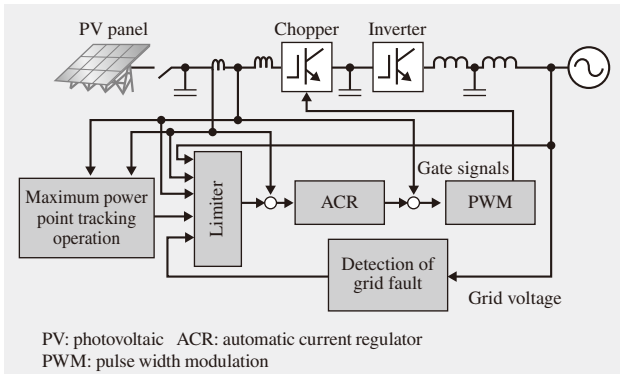 PV panel
Chopper
Inverter
Gate signals
Maximum power
point tracking
operation
Limiter
ACR
PWM
Detection of
grid fault
Grid voltage
PV: photovoltaic ACR: automatic current regulator
PWM: pulse width modulation